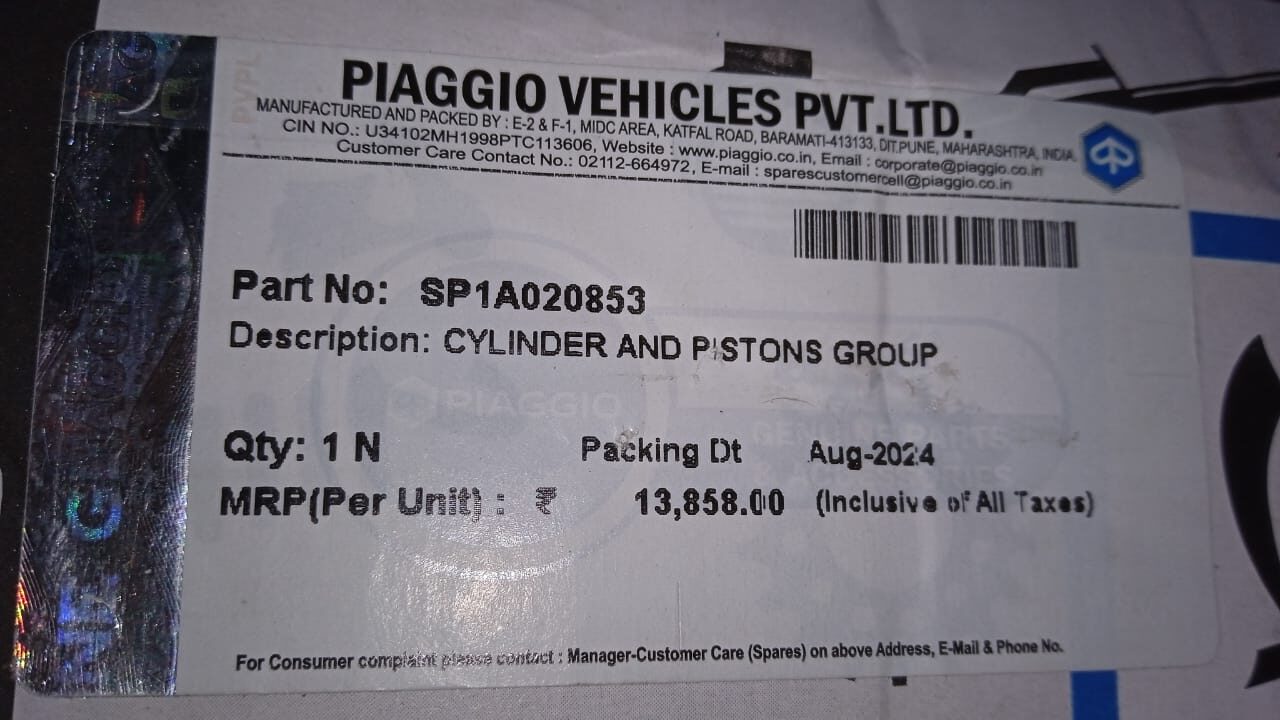 PIAGGIO VEHICLES PVT.LTD.
MANUFACTURED AND PACKED BY : E-2 & F-1, MIDC AREA, KATFAL ROAD, BARAMATI-413133, DIT.PUNE, MAHARASHTRA, INDIA.
CIN NO.: U34102MH1998PTC113606, Website : www.piaggio.co.in, Email : corporate@piaggio.co.in
Customer Care Contact No.: 02112-664972, E-mail : sparescustomercell@piaggio.co.in
Part No: SP1A020853
Description: CYLINDER AND PISTONS GROUP
PIAGGIO
GENUINE PARTS
Qty: 1 N Packing Dt Aug-2024
MRP(Per Unit) : ₹ 13,858.00 (Inclusive of All Taxes)
For Consumer complaint please contact : Manager-Customer Care (Spares) on above Address, E-Mail & Phone No.
PVPL